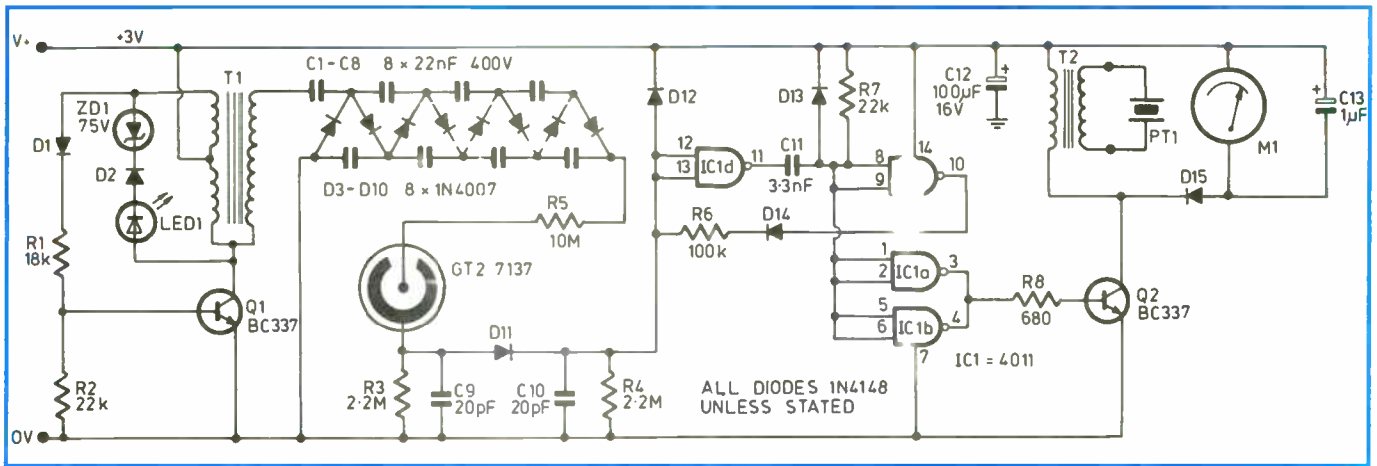 V+
+3V
T1
C1-C8 8 × 22nF 400V
D12
D13
R7
22k
C12
100µF
16V
T2
C13
1µF
ZD1
75V
D1
D2
LED1
R1
18k
R2
22k
0V
Q1
BC337
D3-D10 8 × 1N4007
R5
10M
GT2 7137
R3
2.2M
C9
20pF
D11
C10
20pF
R4
2.2M
12
13
IC1d
11
C11
3.3nF
8
9
14
10
R6
100k
D14
1
2
IC1a
3
5
6
IC1b
4
7
IC1 = 4011
R8
680
Q2
BC337
PT1
M1
D15
ALL DIODES 1N4148
UNLESS STATED